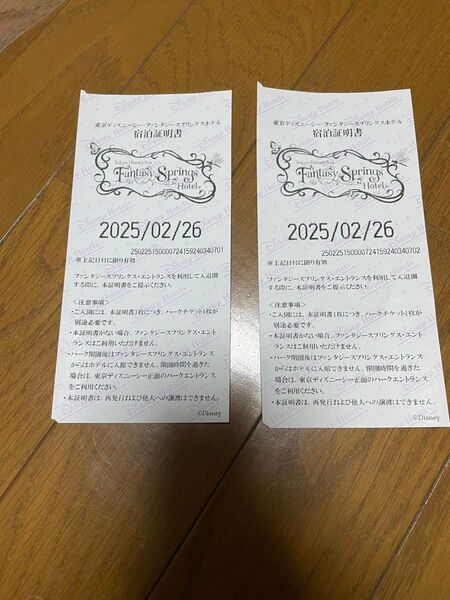 東京ディズニーシー・ファンタジースプリングスホテル
宿泊証明書
Tokyo DisneySea
Fantasy Springs
Hotel
2025/02/26
25022515000072415924034​0701
※上記日付に限り有効
ファンタジースプリングス・エントランスを利用して入退園
する際に、本証明書をご提示ください。
<注意事項>
・ご入園には、本証明書1枚につき、パークチケット1枚が
別途必要です。
・本証明書がない場合、ファンタジースプリングス・エント
ランスはご利用いただけません。
・パーク閉園後はファンタジースプリングス・エントランス
からはホテルに入館できません。閉園時間を過ぎた
場合は、東京ディズニーシー正面のパークエントランス
をご利用ください。
・本証明書は、再発行および他人への譲渡はできません。
©Disney
東京ディズニーシー・ファンタジースプリングスホテル
宿泊証明書
Tokyo DisneySea
Fantasy Springs
Hotel
2025/02/26
250225150000724159240340702
※上記日付に限り有効
ファンタジースプリングス・エントランスを利用して入退園
する際に、本証明書をご提示ください。
<注意事項>
・ご入園には、本証明書1枚につき、パークチケット1枚が
別途必要です。
・本証明書がない場合、ファンタジースプリングス・エント
ランスはご利用いただけません。
・パーク閉園後はファンタジースプリングス・エントランス
からはホテルに入館できません。閉園時間を過ぎた
場合は、東京ディズニーシー正面のパークエントランス
をご利用ください。
・本証明書は、再発行および他人への譲渡はできません。
©Disney